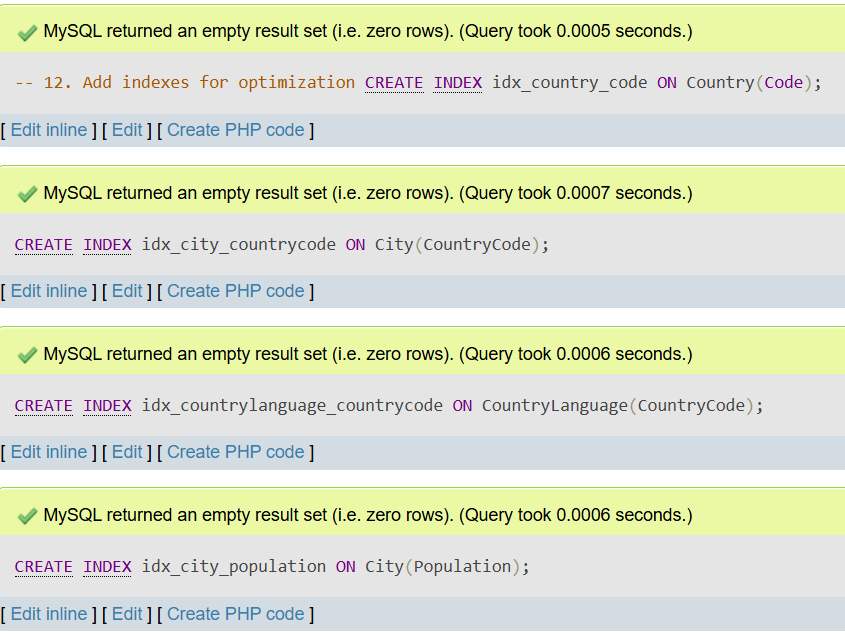 MySQL returned an empty result set (i.e. zero rows). (Query took 0.0005 seconds.)
-- 12. Add indexes for optimization CREATE INDEX idx_country_code ON Country(Code);
[ Edit inline ] [ Edit ] [ Create PHP code ]
MySQL returned an empty result set (i.e. zero rows). (Query took 0.0007 seconds.)
CREATE INDEX idx_city_countrycode ON City(CountryCode);
[ Edit inline ] [ Edit ] [ Create PHP code ]
MySQL returned an empty result set (i.e. zero rows). (Query took 0.0006 seconds.)
CREATE INDEX idx_countrylanguage_countrycode ON CountryLanguage(CountryCode);
[ Edit inline ] [ Edit ] [ Create PHP code ]
MySQL returned an empty result set (i.e. zero rows). (Query took 0.0006 seconds.)
CREATE INDEX idx_city_population ON City(Population);
[ Edit inline ] [ Edit ] [ Create PHP code ]